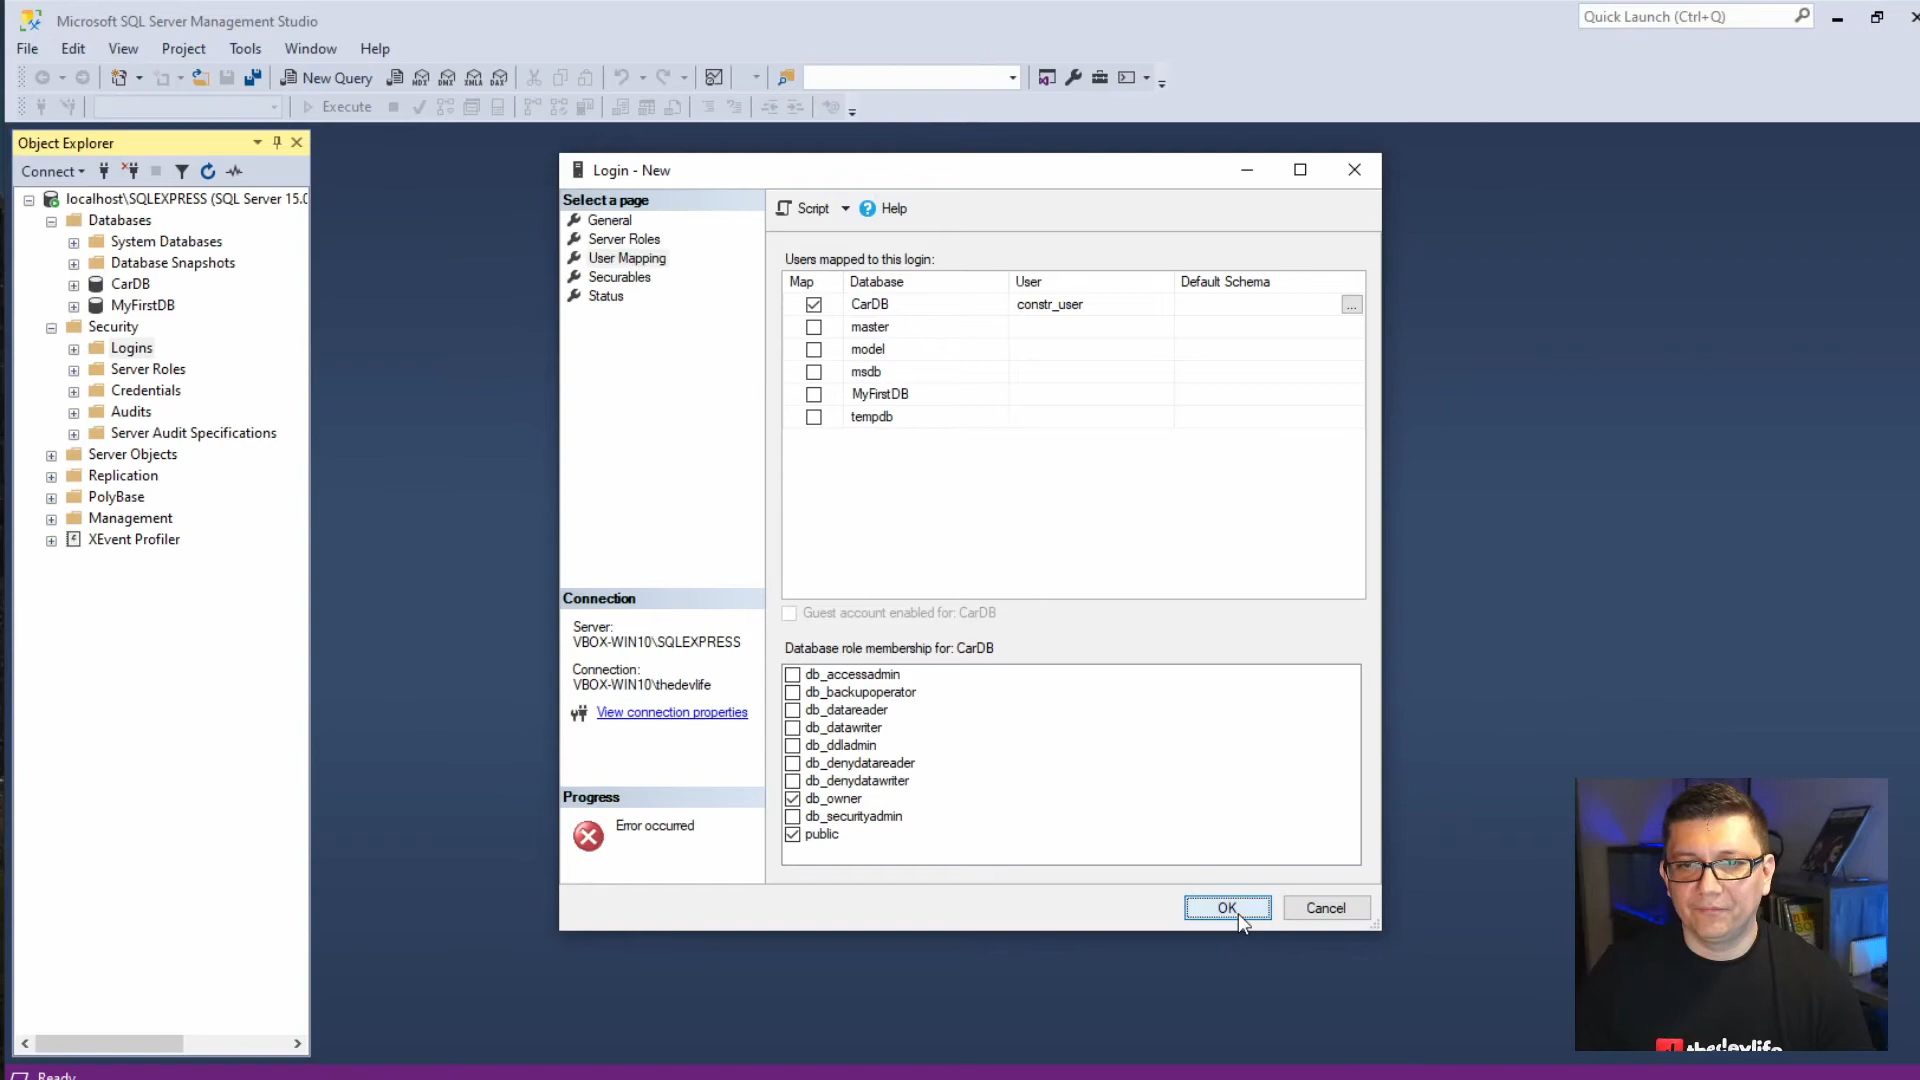 Microsoft SQL Server Management Studio
Quick Launch (Ctrl+Q)
File Edit View Project Tools Window Help
New Query
MDX DMX XMLA DAX
Execute
Object Explorer
Connect
localhost\SQLEXPRESS (SQL Server 15.0
Databases
System Databases
Database Snapshots
CarDB
MyFirstDB
Security
Logins
Server Roles
Credentials
Audits
Server Audit Specifications
Server Objects
Replication
PolyBase
Management
XEvent Profiler
Login - New
Select a page
General
Server Roles
User Mapping
Securables
Status
Connection
Server:
VBOX-WIN10\SQLEXPRESS
Connection:
VBOX-WIN10\thedevlife
View connection properties
Progress
Error occurred
Script Help
Users mapped to this login:
Map Database User Default Schema
CarDB constr_user ...
master
model
msdb
MyFirstDB
tempdb
Guest account enabled for: CarDB
Database role membership for: CarDB
db_accessadmin
db_backupoperator
db_datareader
db_datawriter
db_ddladmin
db_denydatareader
db_denydatawriter
db_owner
db_securityadmin
public
OK Cancel
thedevlife
Ready